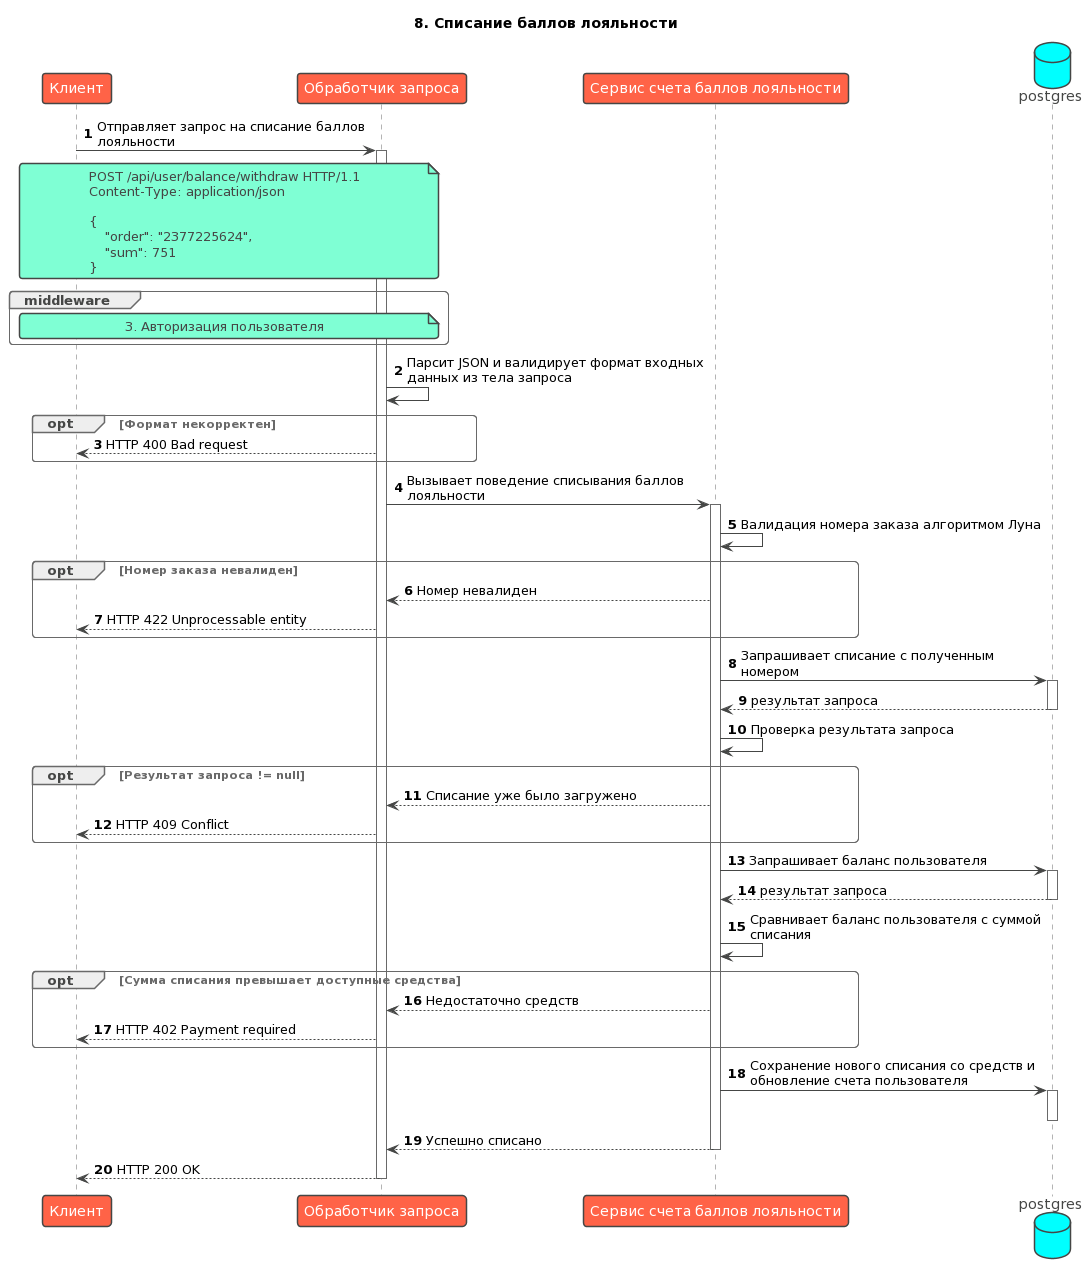 8. Списание баллов лояльности
Клиент
Обработчик запроса
Сервис счета баллов лояльности
postgres
1 Отправляет запрос на списание баллов
лояльности
POST /api/user/balance/withdraw HTTP/1.1
Content-Type: application/json
{
"order": "2377225624",
"sum": 751
}
middleware
3. Авторизация пользователя
2 Парсит JSON и валидирует формат входных
данных из тела запроса
opt [Формат некорректен]
3 HTTP 400 Bad request
4 Вызывает поведение списывания баллов
лояльности
5 Валидация номера заказа алгоритмом Луна
opt [Номер заказа невалиден]
6 Номер невалиден
7 HTTP 422 Unprocessable entity
8 Запрашивает списание с полученным
номером
9 результат запроса
10 Проверка результата запроса
opt [Результат запроса != null]
11 Списание уже было загружено
12 HTTP 409 Conflict
13 Запрашивает баланс пользователя
14 результат запроса
15 Сравнивает баланс пользователя с суммой
списания
opt [Сумма списания превышает доступные средства]
16 Недостаточно средств
17 HTTP 402 Payment required
18 Сохранение нового списания со средств и
обновление счета пользователя
19 Успешно списано
20 HTTP 200 OK
Клиент
Обработчик запроса
Сервис счета баллов лояльности
postgres